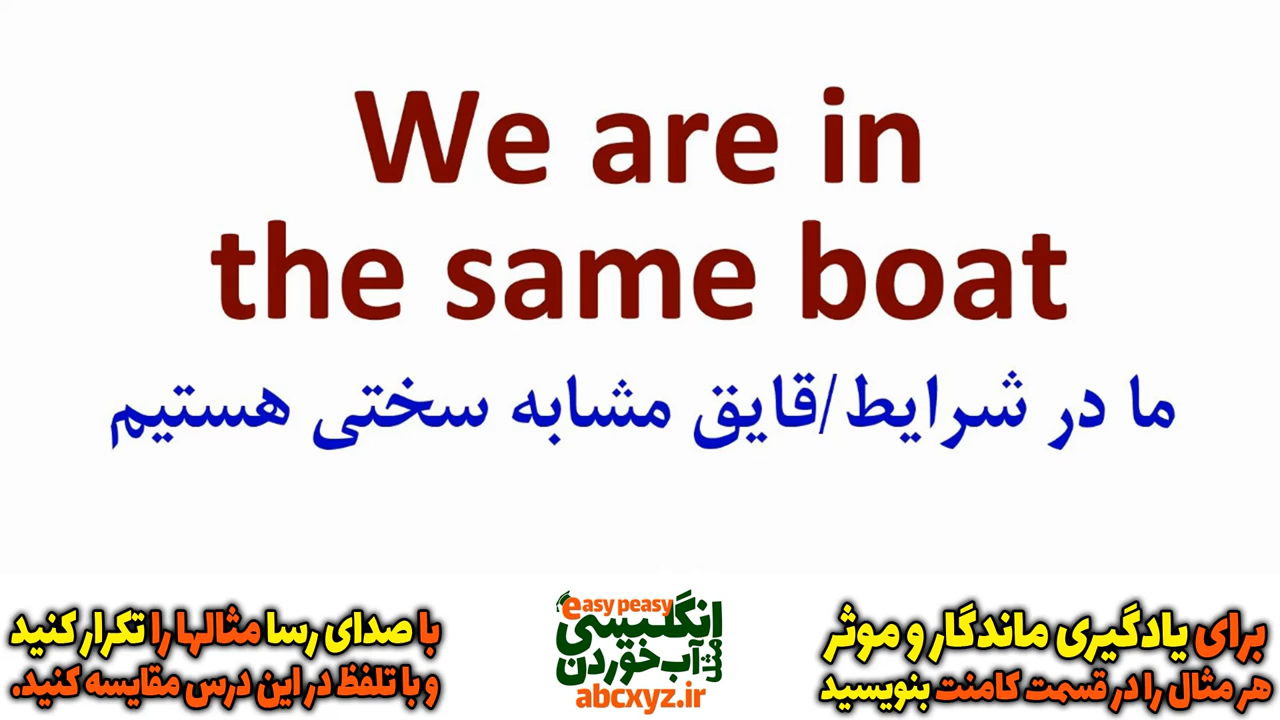 We are in
the same boat
ما در شرایط/قایق مشابه سختی هستیم
برای یادگیری ماندگار و موثر
هر مثال را در قسمت کامنت بنویسید
easy peasy
انگلیسی
مثل
آب خوردن
abcxyz.ir
با صدای رسا مثالها را تکرار کنید
و با تلفظ در این درس مقایسه کنید.